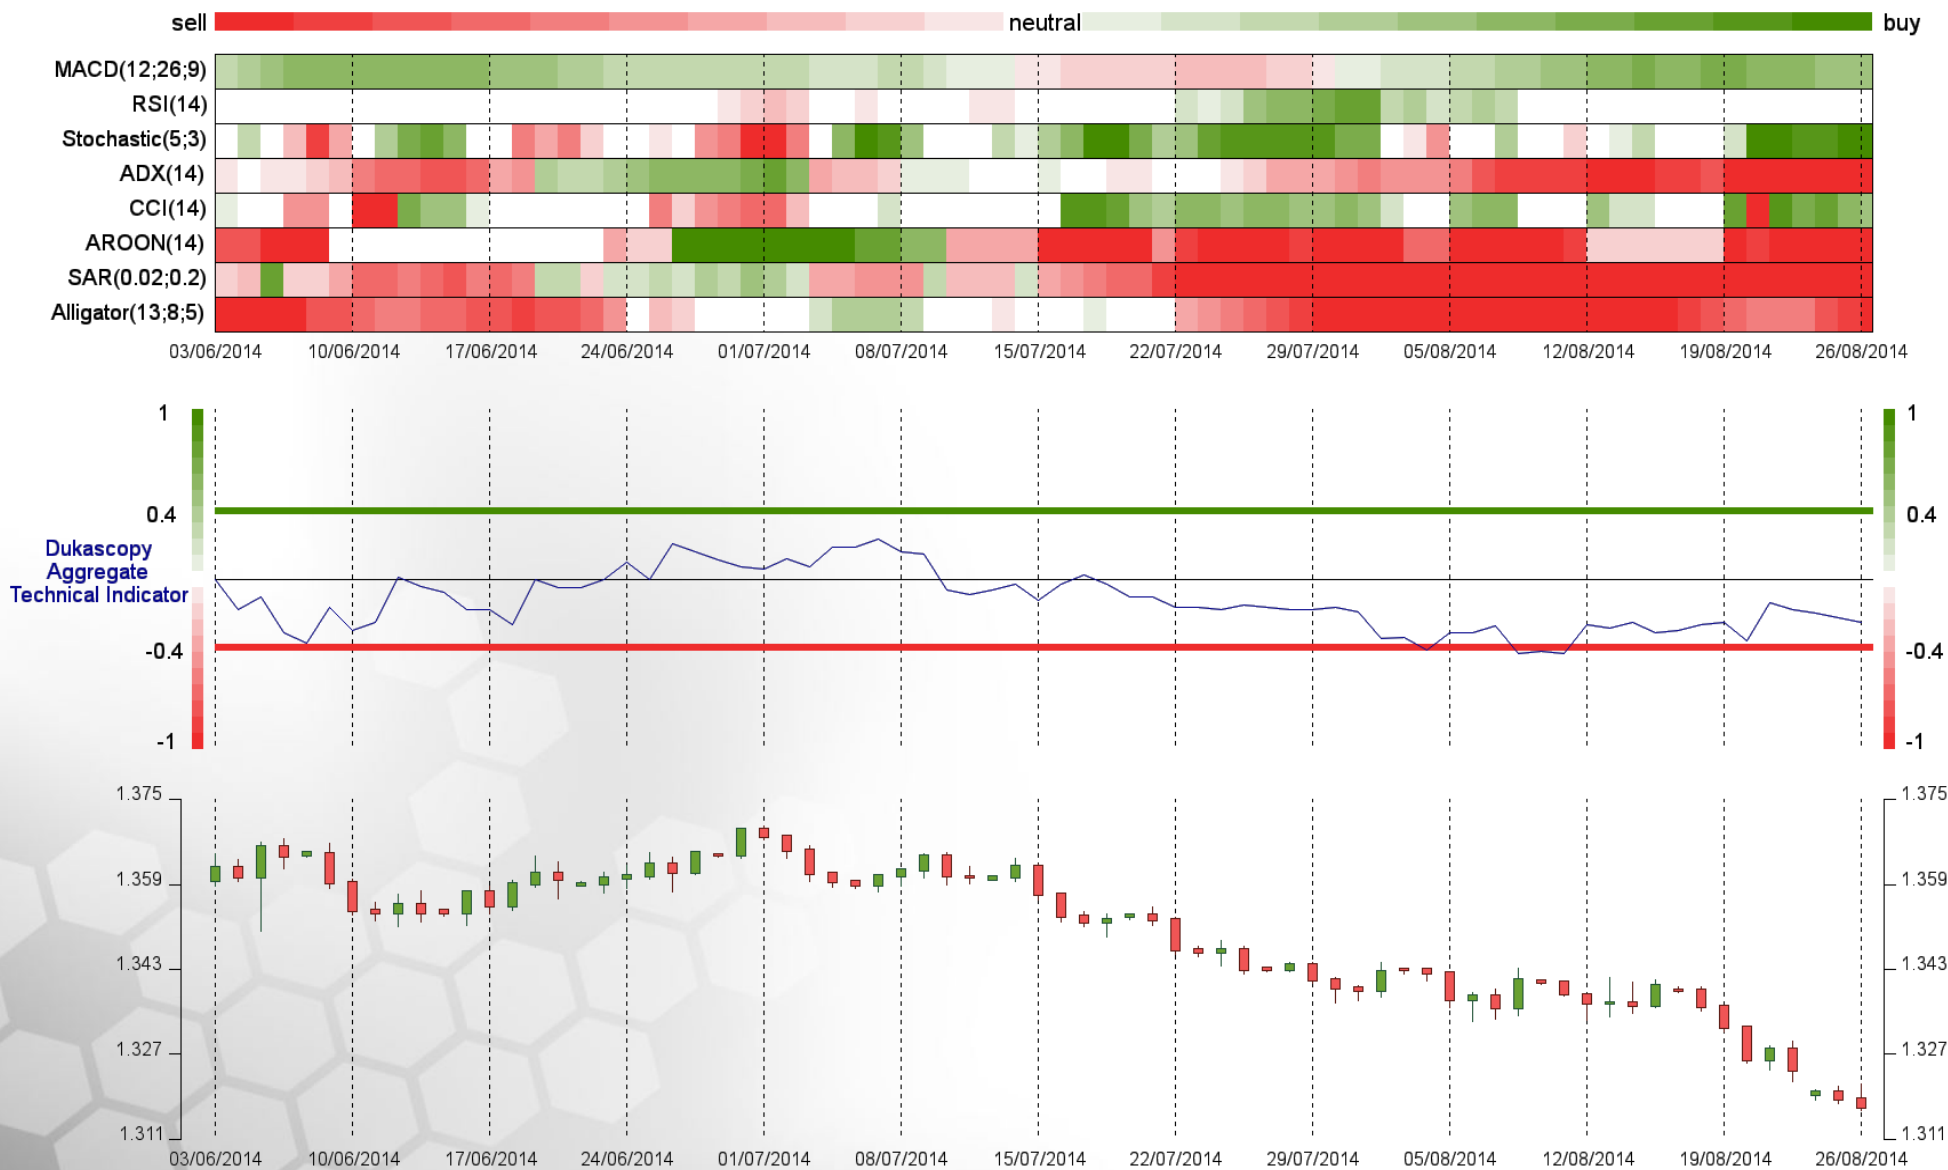 sell neutral buy
MACD(12;26;9)
RSI(14)
Stochastic(5;3)
ADX(14)
CCI(14)
AROON(14)
SAR(0.02;0.2)
Alligator(13;8;5)
03/06/2014 10/06/2014 17/06/2014 24/06/2014 01/07/2014 08/07/2014 15/07/2014 22/07/2014 29/07/2014 05/08/2014 12/08/2014 19/08/2014 26/08/2014
1 1
0.4 0.4
Dukascopy
Aggregate
Technical Indicator
-0.4 -0.4
-1 -1
1.375 1.375
1.359 1.359
1.343 1.343
1.327 1.327
1.311 1.311
03/06/2014 10/06/2014 17/06/2014 24/06/2014 01/07/2014 08/07/2014 15/07/2014 22/07/2014 29/07/2014 05/08/2014 12/08/2014 19/08/2014 26/08/2014